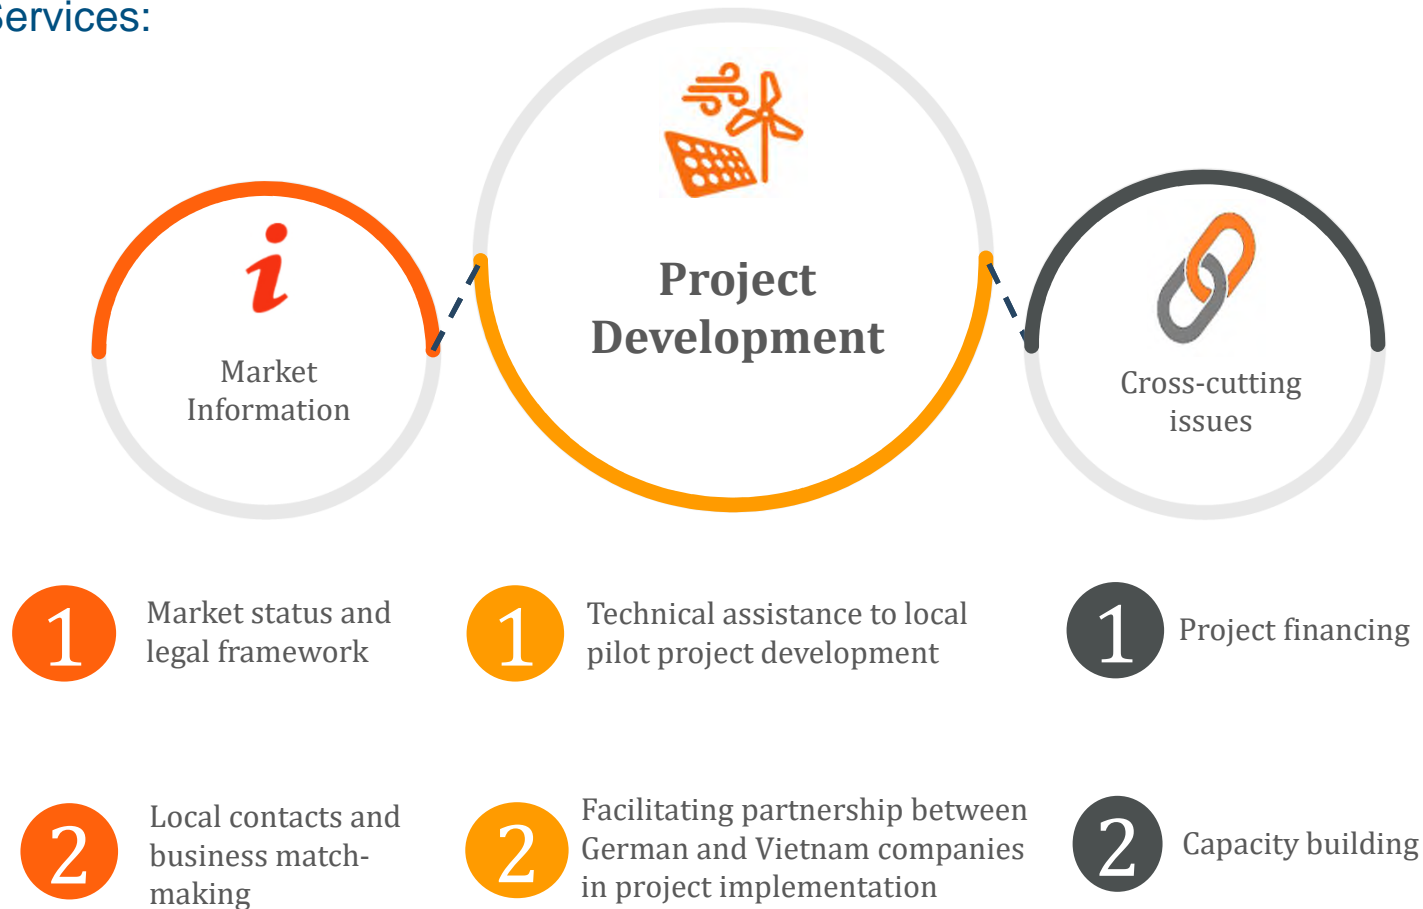 Services:
Project
Development
Market
Information
Cross-cutting
issues
1
Market status and
legal framework
1
Technical assistance to local
pilot project development
1
Project financing
2
Local contacts and
business match-
making
2
Facilitating partnership between
German and Vietnam companies
in project implementation
2
Capacity building